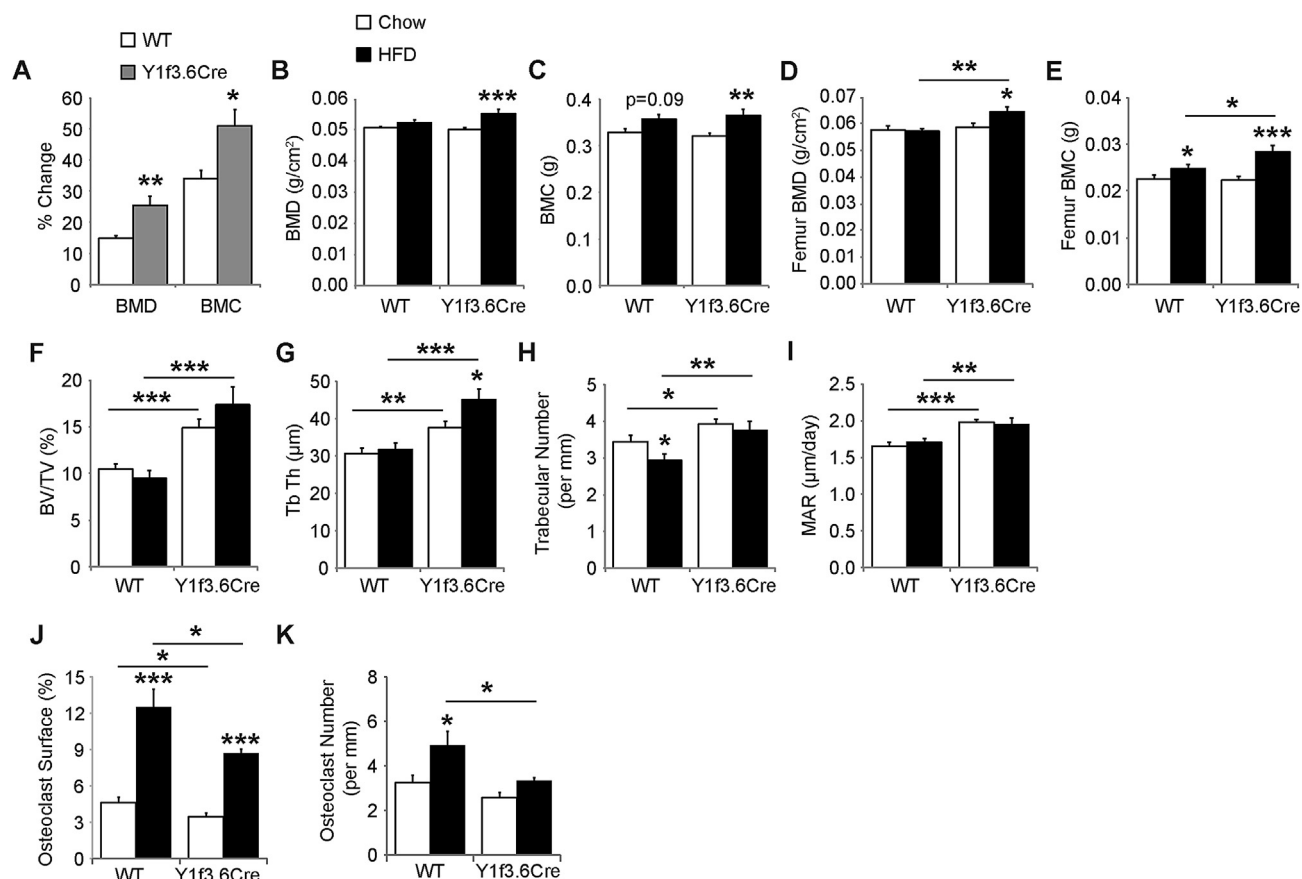 WT
Y1f3.6Cre
Chow
HFD
A
% Change
60
50
40
30
20
10
0
**
*
BMD
BMC
B
BMD (g/cm²)
0.06
0.05
0.04
0.03
0.02
0.01
0.00
***
WT
Y1f3.6Cre
C
BMC (g)
0.4
0.3
0.2
0.1
0.0
p=0.09
**
WT
Y1f3.6Cre
D
Femur BMD (g/cm²)
0.07
0.06
0.05
0.04
0.03
0.02
0.01
0.00
**
*
WT
Y1f3.6Cre
E
Femur BMC (g)
0.04
0.03
0.02
0.01
0.00
*
*
***
WT
Y1f3.6Cre
F
BV/TV (%)
20
15
10
5
0
***
***
WT
Y1f3.6Cre
G
Tb Th (µm)
50
40
30
20
10
0
***
**
*
WT
Y1f3.6Cre
H
Trabecular Number
(per mm)
5
4
3
2
1
0
**
*
*
WT
Y1f3.6Cre
I
MAR (µm/day)
2.5
2.0
1.5
1.0
0.5
0.0
**
***
WT
Y1f3.6Cre
J
Osteoclast Surface (%)
15
12
9
6
3
0
*
*
***
***
WT
Y1f3.6Cre
K
Osteoclast Number
(per mm)
8
6
4
2
0
*
*
WT
Y1f3.6Cre